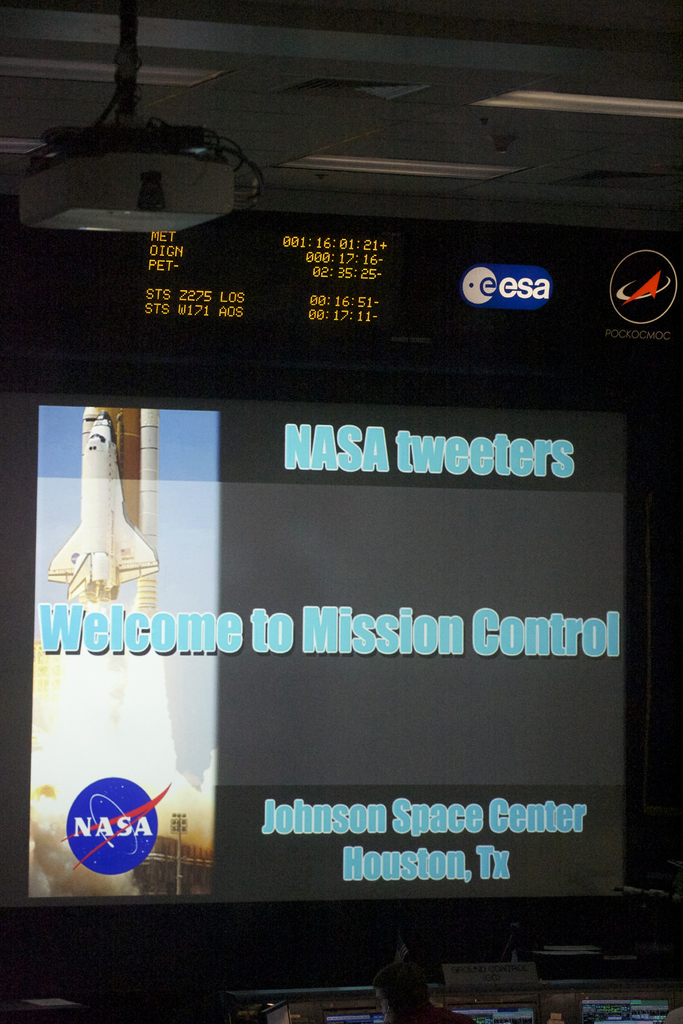 MET 001:16:01:21+
OIGN 000:17:16-
PET- 02:35:25-
STS Z275 LOS 00:16:51-
STS W171 AOS 00:17:11-
esa
РОСКОСМОС
NASA tweeters
Welcome to Mission Control
NASA
Johnson Space Center
Houston, Tx
GROUND CONTROL